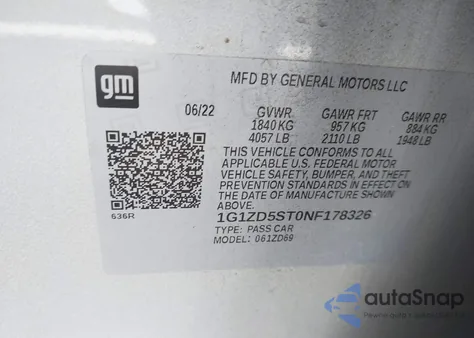 gm
MFD BY GENERAL MOTORS LLC
06/22 GVWR GAWR FRT GAWR RR
1840 KG 957 KG 884 KG
4057 LB 2110 LB 1948 LB
THIS VEHICLE CONFORMS TO ALL
APPLICABLE U.S. FEDERAL MOTOR
VEHICLE SAFETY, BUMPER, AND THEFT
PREVENTION STANDARDS IN EFFECT ON
THE DATE OF MANUFACTURE SHOWN
ABOVE.
636R 1G1ZD5ST0NF178326
TYPE: PASS CAR
MODEL: 061ZD69
autoSnap